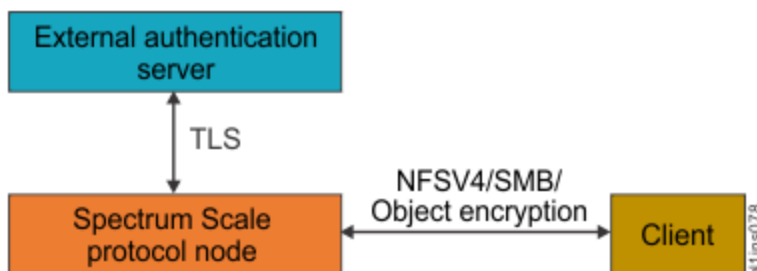 External authentication
server
TLS
NFSV4/SMB/
Object encryption
Spectrum Scale
protocol node
Client